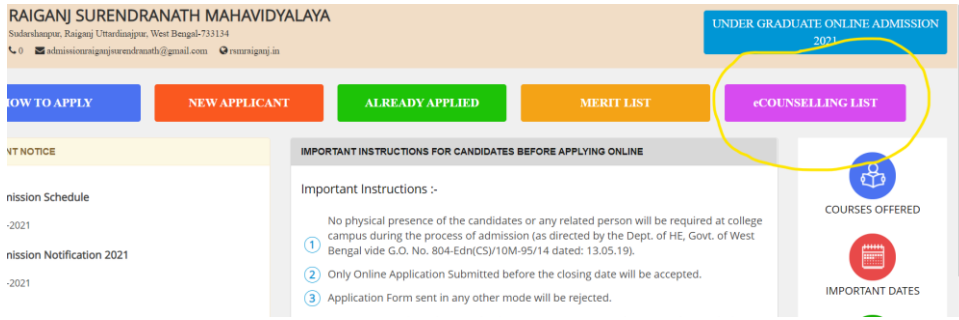 RAIGANJ SURENDRANATH MAHAVIDYALAYA
Sudarshanpur, Raiganj Uttardinajpur, West Bengal-733134
0 admissionraiganjsurendranath@gmail.com rsmraiganj.in
UNDER GRADUATE ONLINE ADMISSION
2021
HOW TO APPLY
NEW APPLICANT
ALREADY APPLIED
MERIT LIST
eCOUNSELLING LIST
NT NOTICE
mission Schedule
-2021
mission Notification 2021
-2021
IMPORTANT INSTRUCTIONS FOR CANDIDATES BEFORE APPLYING ONLINE
Important Instructions :-
No physical presence of the candidates or any related person will be required at college
campus during the process of admission (as directed by the Dept. of HE, Govt. of West
1 Bengal vide G.O. No. 804-Edn(CS)/10M-95/14 dated: 13.05.19).
2 Only Online Application Submitted before the closing date will be accepted.
3 Application Form sent in any other mode will be rejected.
COURSES OFFERED
IMPORTANT DATES